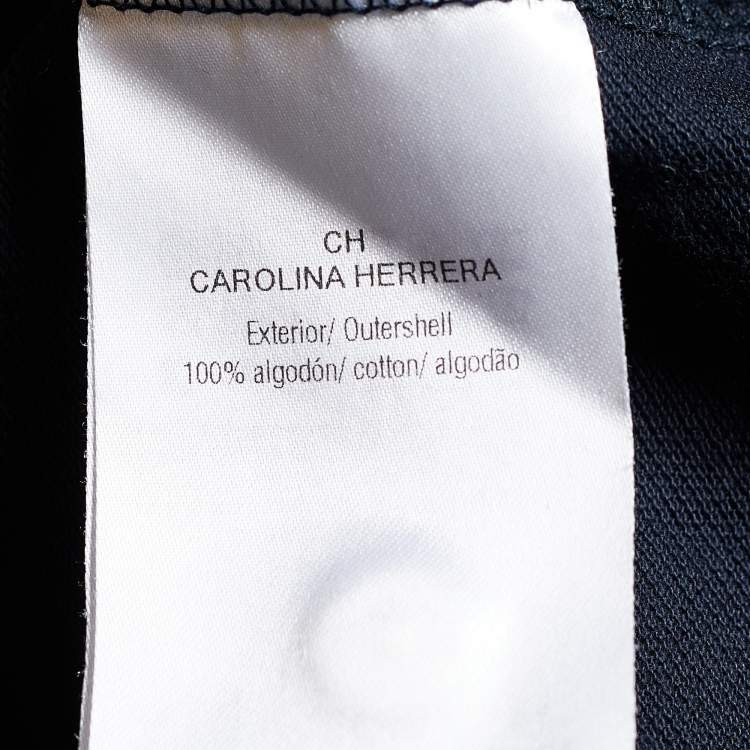 CH
CAROLINA HERRERA
Exterior/ Outershell
100% algodón/ cotton/ algodão